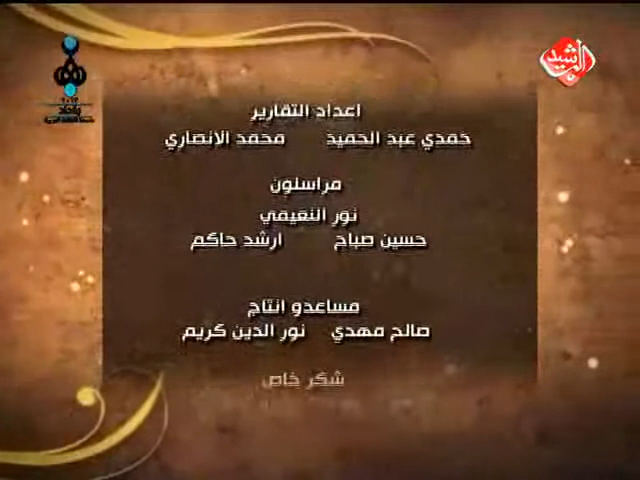 الرشيد
اعداد التقارير
حمدي عبد الحميد محمد الانصاري
مراسلون
نور النعيمي
حسين صباح ارشد حاكم
مساعدو انتاج
صالح مهدي نور الدين كريم
شكر خاص